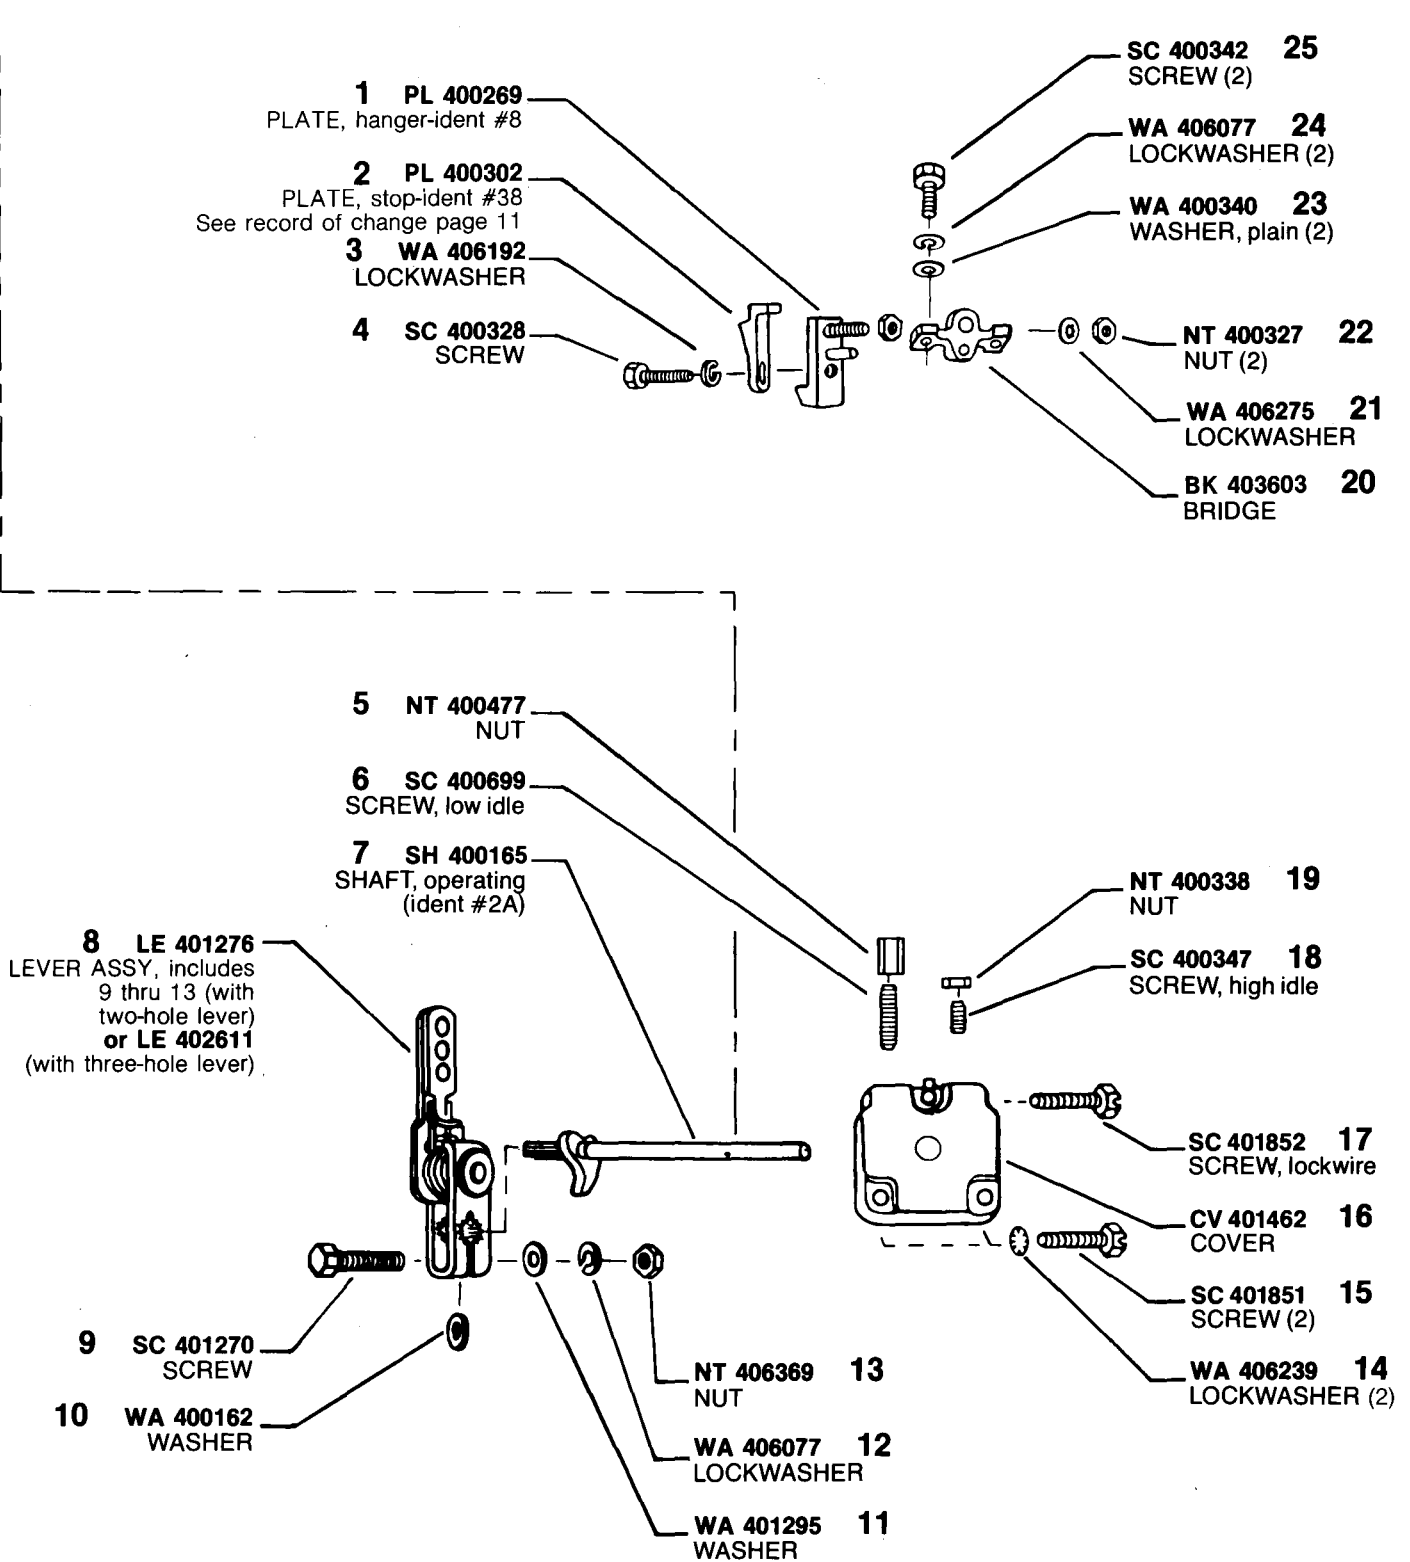 1 PL 400269
PLATE, hanger-ident #8
2 PL 400302
PLATE, stop-ident #38
See record of change page 11
3 WA 406192
LOCKWASHER
4 SC 400328
SCREW
SC 400342 25
SCREW (2)
WA 406077 24
LOCKWASHER (2)
WA 400340 23
WASHER, plain (2)
NT 400327 22
NUT (2)
WA 406275 21
LOCKWASHER
BK 403603 20
BRIDGE
5 NT 400477
NUT
6 SC 400699
SCREW, low idle
7 SH 400165
SHAFT, operating
(ident #2A)
8 LE 401276
LEVER ASSY, includes
9 thru 13 (with
two-hole lever)
or LE 402611
(with three-hole lever)
9 SC 401270
SCREW
10 WA 400162
WASHER
NT 400338 19
NUT
SC 400347 18
SCREW, high idle
SC 401852 17
SCREW, lockwire
CV 401462 16
COVER
SC 401851 15
SCREW (2)
WA 406239 14
LOCKWASHER (2)
NT 406369 13
NUT
WA 406077 12
LOCKWASHER
WA 401295 11
WASHER